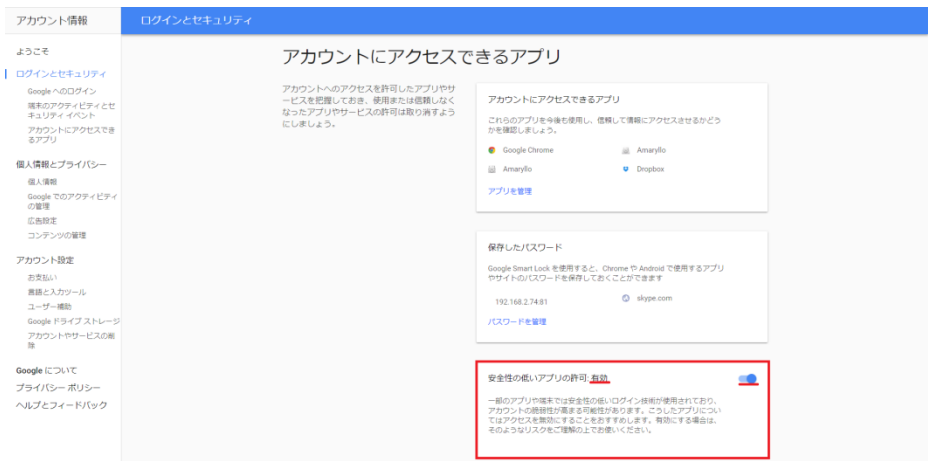 アカウント情報
ログインとセキュリティ
ようこそ
ログインとセキュリティ
Google へのログイン
端末のアクティビティとセ
キュリティ イベント
アカウントにアクセスでき
るアプリ
個人情報とプライバシー
個人情報
Google でのアクティビティ
の管理
広告設定
コンテンツの管理
アカウント設定
お支払い
言語と入力ツール
ユーザー補助
Google ドライブ ストレージ
アカウントやサービスの削
除
Google について
プライバシー ポリシー
ヘルプとフィードバック
アカウントにアクセスできるアプリ
アカウントへのアクセスを許可したアプリやサ
ービスを把握しておき、使用または信頼しなく
なったアプリやサービスの許可は取り消すよう
にしましょう。
アカウントにアクセスできるアプリ
これらのアプリを今後も使用し、信頼して情報にアクセスさせるかどう
かを確認しましょう。
Google Chrome
Amaryllo
Amaryllo
Dropbox
アプリを管理
保存したパスワード
Google Smart Lock を使用すると、Chrome や Android で使用するアプリ
やサイトのパスワードを保存しておくことができます
192.168.2.74:81
skype.com
パスワードを管理
安全性の低いアプリの許可: 有効
一部のアプリや端末では安全性の低いログイン技術が使用されており、
アカウントの脆弱性が高まる可能性があります。こうしたアプリについ
てはアクセスを無効にすることをおすすめします。有効にする場合は、
そのようなリスクをご理解の上でお使いください。